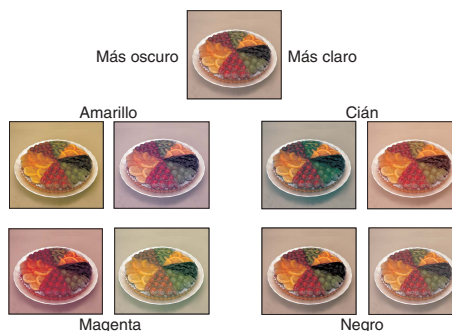 Más oscuro
Más claro
Amarillo
Cián
Magenta
Negro